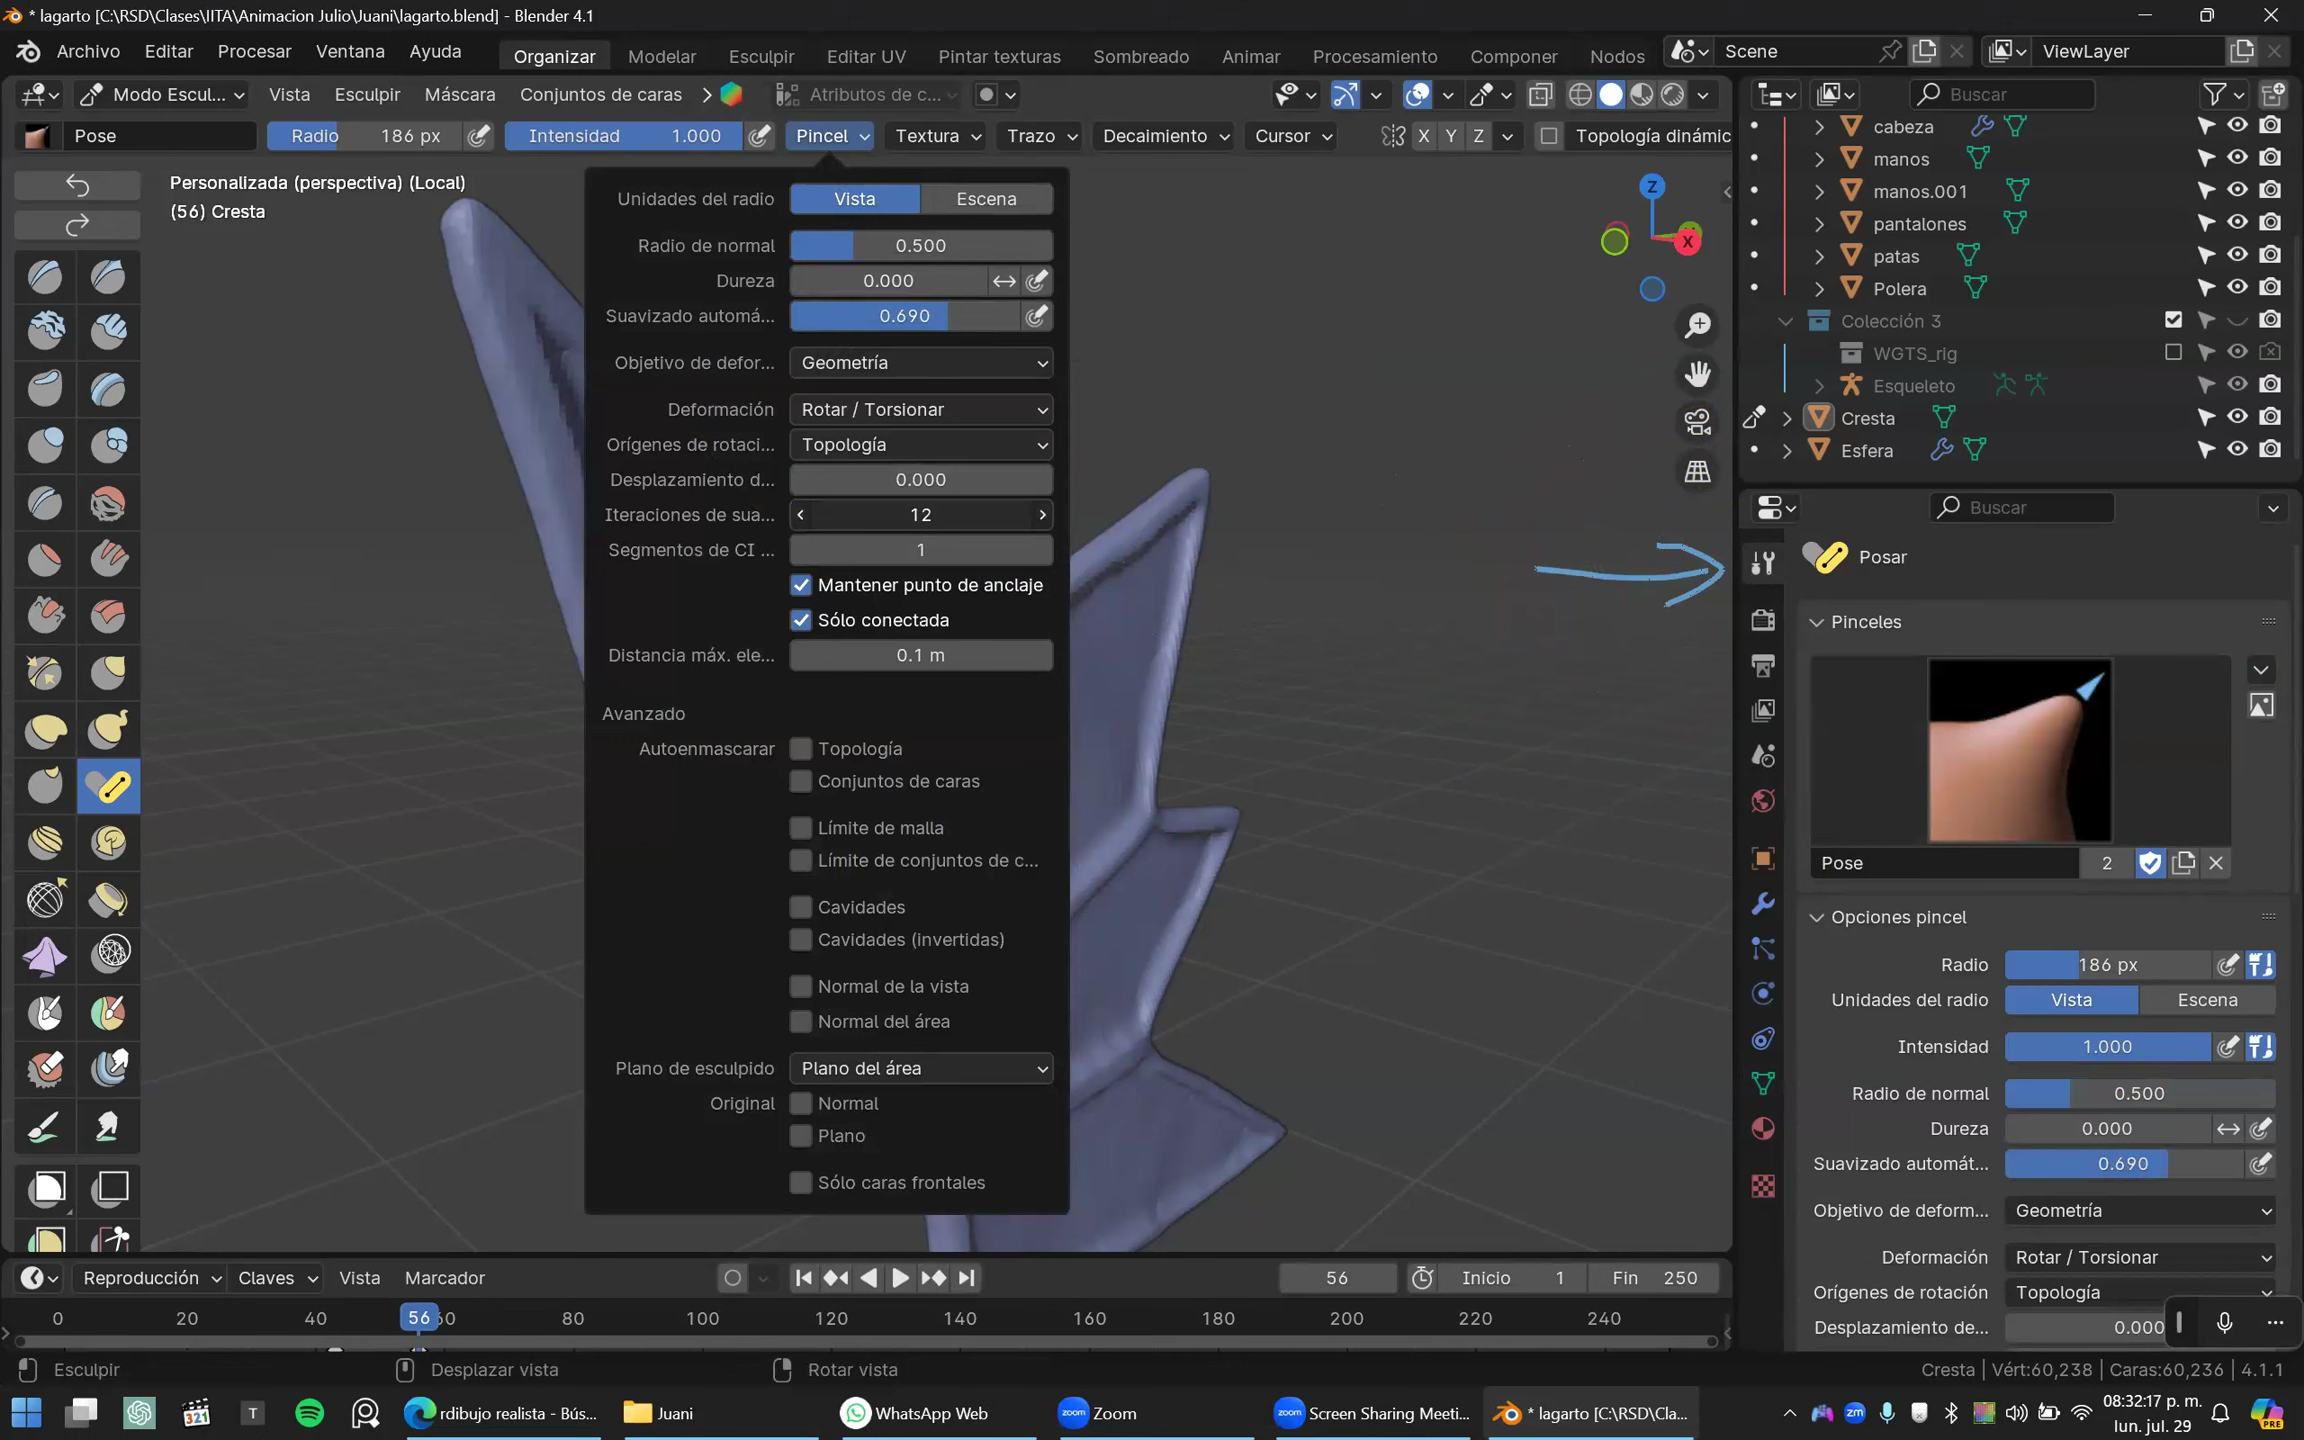 * lagarto [C:\RSD\Clases\IITA\Animacion Julio\Juani\lagarto.blend] - Blender 4.1
Archivo Editar Procesar Ventana Ayuda Organizar Modelar Esculpir Editar UV Pintar texturas Sombreado Animar Procesamiento Componer Nodos Scene ViewLayer
Modo Escul... Vista Esculpir Máscara Conjuntos de caras Atributos de c... Buscar
Pose Radio 186 px Intensidad 1.000 Pincel Textura Trazo Decaimiento Cursor X Y Z Topología dinámic
Personalizada (perspectiva) (Local)
(56) Cresta
Unidades del radio Vista Escena
Radio de normal 0.500
Dureza 0.000
Suavizado automá... 0.690
Objetivo de defor... Geometría
Deformación Rotar / Torsionar
Orígenes de rotaci... Topología
Desplazamiento d... 0.000
Iteraciones de sua... 12
Segmentos de CI ... 1
Mantener punto de anclaje
Sólo conectada
Distancia máx. ele... 0.1 m
Avanzado
Autoenmascarar Topología
Conjuntos de caras
Límite de malla
Límite de conjuntos de c...
Cavidades
Cavidades (invertidas)
Normal de la vista
Normal del área
Plano de esculpido Plano del área
Original Normal
Plano
Sólo caras frontales
Z
X
cabeza
manos
manos.001
pantalones
patas
Polera
Colección 3
WGTS_rig
Esqueleto
Cresta
Esfera
Buscar
Posar
Pinceles
Pose 2
Opciones pincel
Radio 186 px
Unidades del radio Vista Escena
Intensidad 1.000
Radio de normal 0.500
Dureza 0.000
Suavizado automát... 0.690
Objetivo de deform... Geometría
Deformación Rotar / Torsionar
Orígenes de rotación Topología
Desplazamiento de... 0.000
Reproducción Claves Vista Marcador 56 Inicio 1 Fin 250
0 20 40 56 60 80 100 120 140 160 180 200 220 240
Esculpir Desplazar vista Rotar vista Cresta | Vért:60,238 | Caras:60,236 | 4.1.1
321 T rdibujo realista - Bús... Juani WhatsApp Web zoom Zoom zoom Screen Sharing Meeti... * lagarto [C:\RSD\Cla... zm 08:32:17 p. m.
lun. jul. 29 PRE